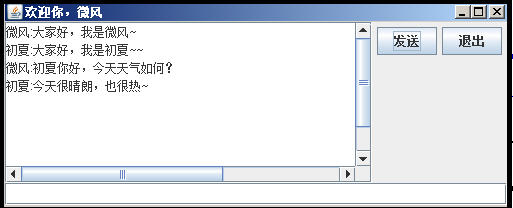 欢迎你，微风
微风:大家好，我是微风~
初夏:大家好，我是初夏~~
微风:初夏你好，今天天气如何?
初夏:今天很晴朗，也很热~
发送
退出